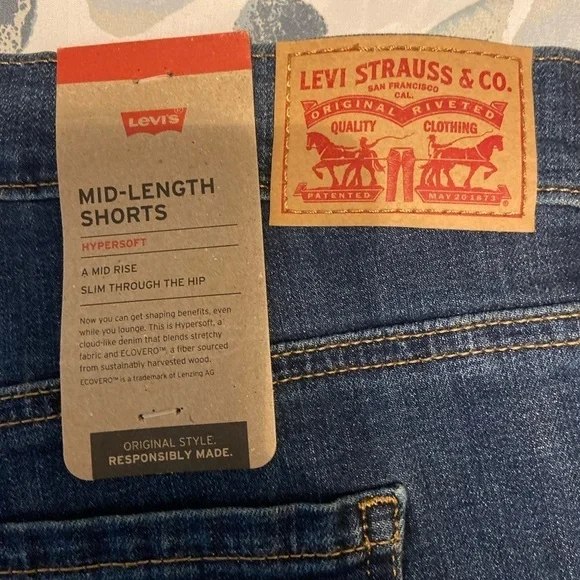 Levi's
MID-LENGTH
SHORTS
HYPERSOFT
A MID RISE
SLIM THROUGH THE HIP
Now you can get shaping benefits, even
while you lounge. This is Hypersoft, a
cloud-like denim that blends stretchy
fabric and ECOVERO™, a fiber sourced
from sustainably harvested wood.
ECOVERO™ is a trademark of Lenzing AG
ORIGINAL STYLE.
RESPONSIBLY MADE.
LEVI STRAUSS & CO.
SAN FRANCISCO
CAL.
ORIGINAL RIVETED
QUALITY CLOTHING
PATENTED MAY 20 1873